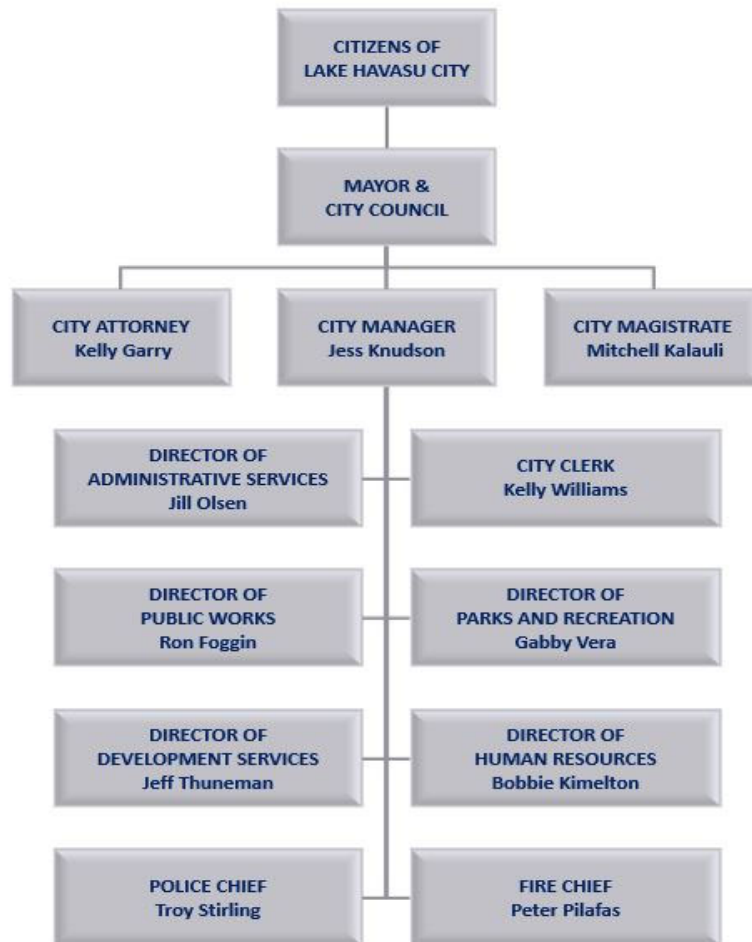 CITIZENS OF
LAKE HAVASU CITY
MAYOR &
CITY COUNCIL
CITY ATTORNEY
Kelly Garry
CITY MANAGER
Jess Knudson
CITY MAGISTRATE
Mitchell Kalauli
DIRECTOR OF
ADMINISTRATIVE SERVICES
Jill Olsen
CITY CLERK
Kelly Williams
DIRECTOR OF
PUBLIC WORKS
Ron Foggin
DIRECTOR OF
PARKS AND RECREATION
Gabby Vera
DIRECTOR OF
DEVELOPMENT SERVICES
Jeff Thuneman
DIRECTOR OF
HUMAN RESOURCES
Bobbie Kimelton
POLICE CHIEF
Troy Stirling
FIRE CHIEF
Peter Pilafas